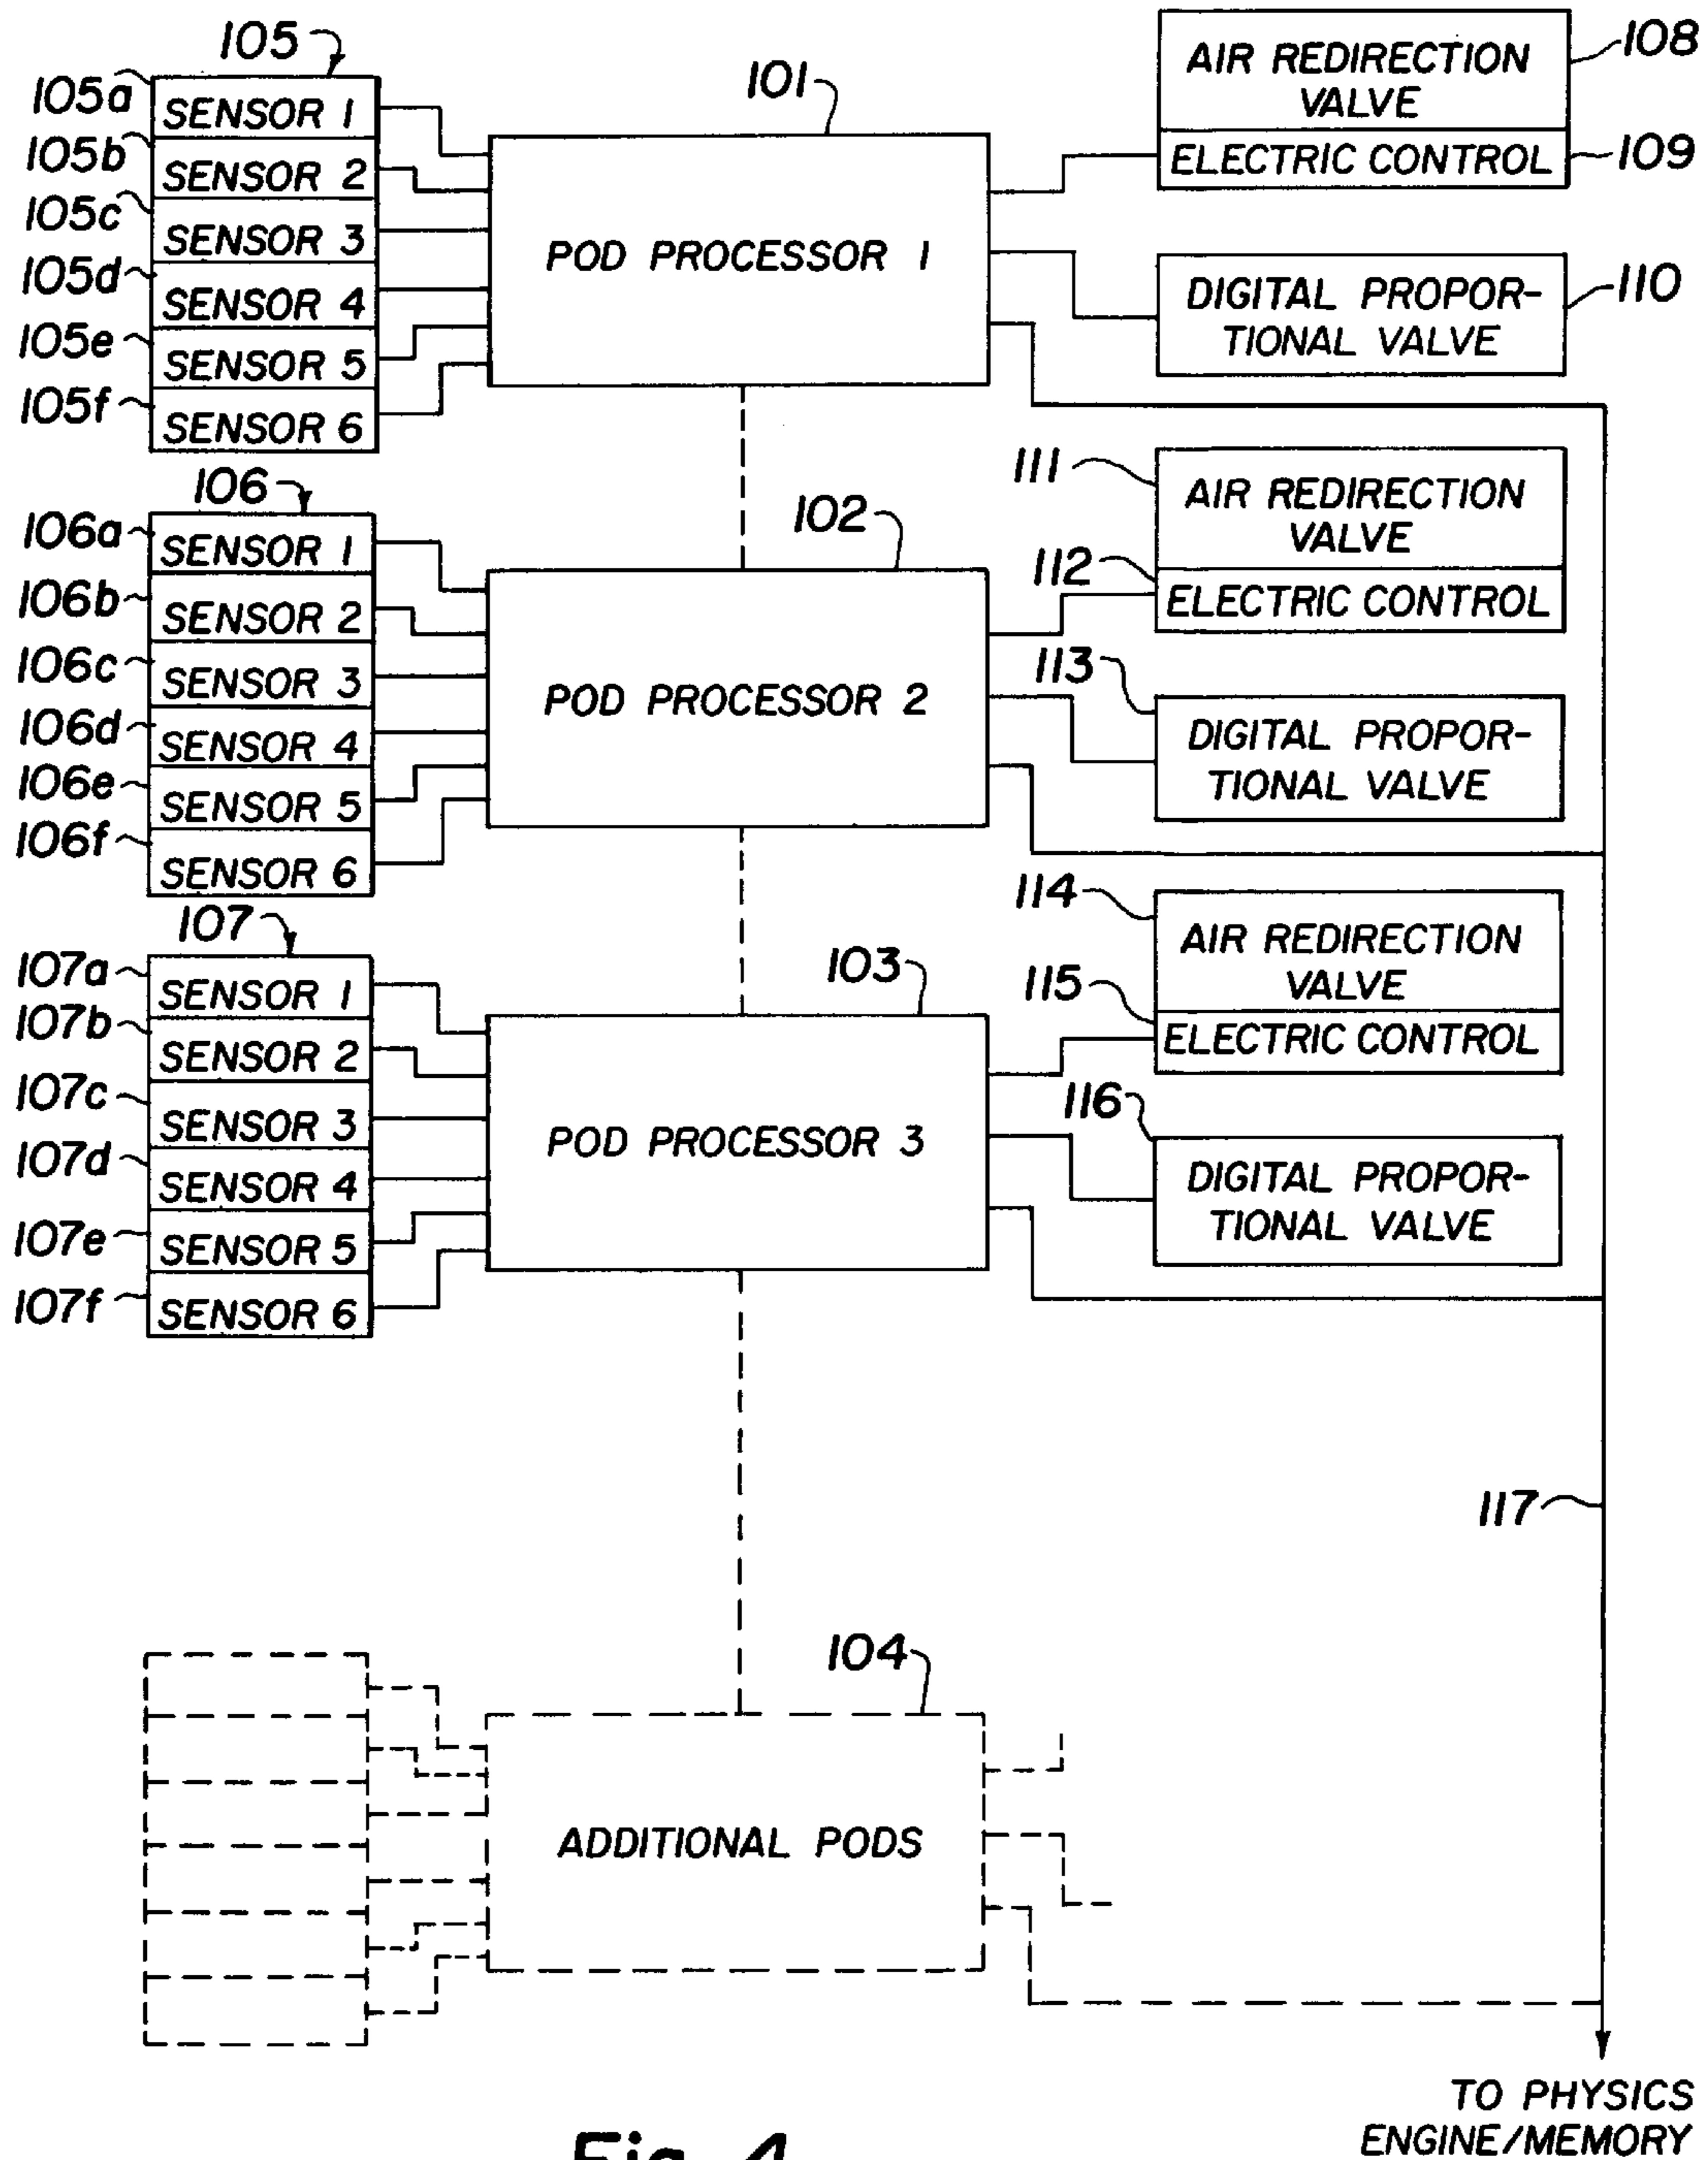 105
105a
SENSOR 1
105b
SENSOR 2
105c
SENSOR 3
105d
SENSOR 4
105e
SENSOR 5
105f
SENSOR 6
101
POD PROCESSOR 1
AIR REDIRECTION
VALVE
108
ELECTRIC CONTROL
109
DIGITAL PROPOR-
TIONAL VALVE
110
106
106a
SENSOR 1
106b
SENSOR 2
106c
SENSOR 3
106d
SENSOR 4
106e
SENSOR 5
106f
SENSOR 6
102
POD PROCESSOR 2
111
AIR REDIRECTION
VALVE
112
ELECTRIC CONTROL
113
DIGITAL PROPOR-
TIONAL VALVE
107
107a
SENSOR 1
107b
SENSOR 2
107c
SENSOR 3
107d
SENSOR 4
107e
SENSOR 5
107f
SENSOR 6
103
POD PROCESSOR 3
114
AIR REDIRECTION
VALVE
115
ELECTRIC CONTROL
116
DIGITAL PROPOR-
TIONAL VALVE
117
104
ADDITIONAL PODS
TO PHYSICS
ENGINE/MEMORY
Fig. 4